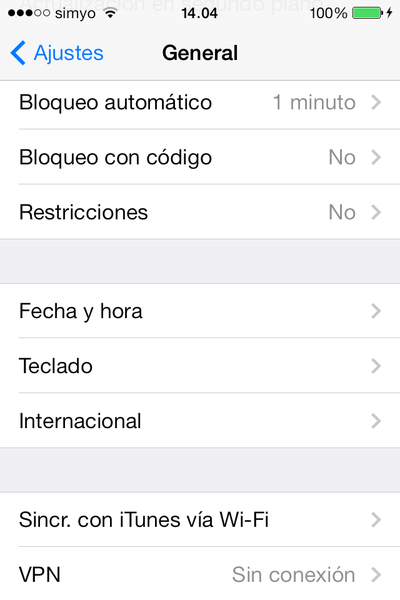 simyo 14.04 100%
Ajustes General
Bloqueo automático 1 minuto
Bloqueo con código No
Restricciones No
Fecha y hora
Teclado
Internacional
Sincr. con iTunes vía Wi-Fi
VPN Sin conexión